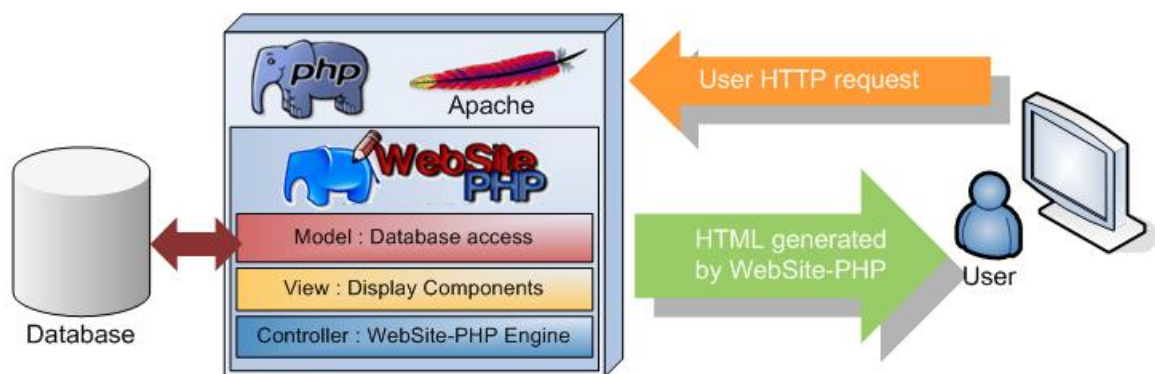 php
Apache
User HTTP request
WebSite
PHP
Model : Database access
View : Display Components
Controller : WebSite-PHP Engine
Database
HTML generated
by WebSite-PHP
User